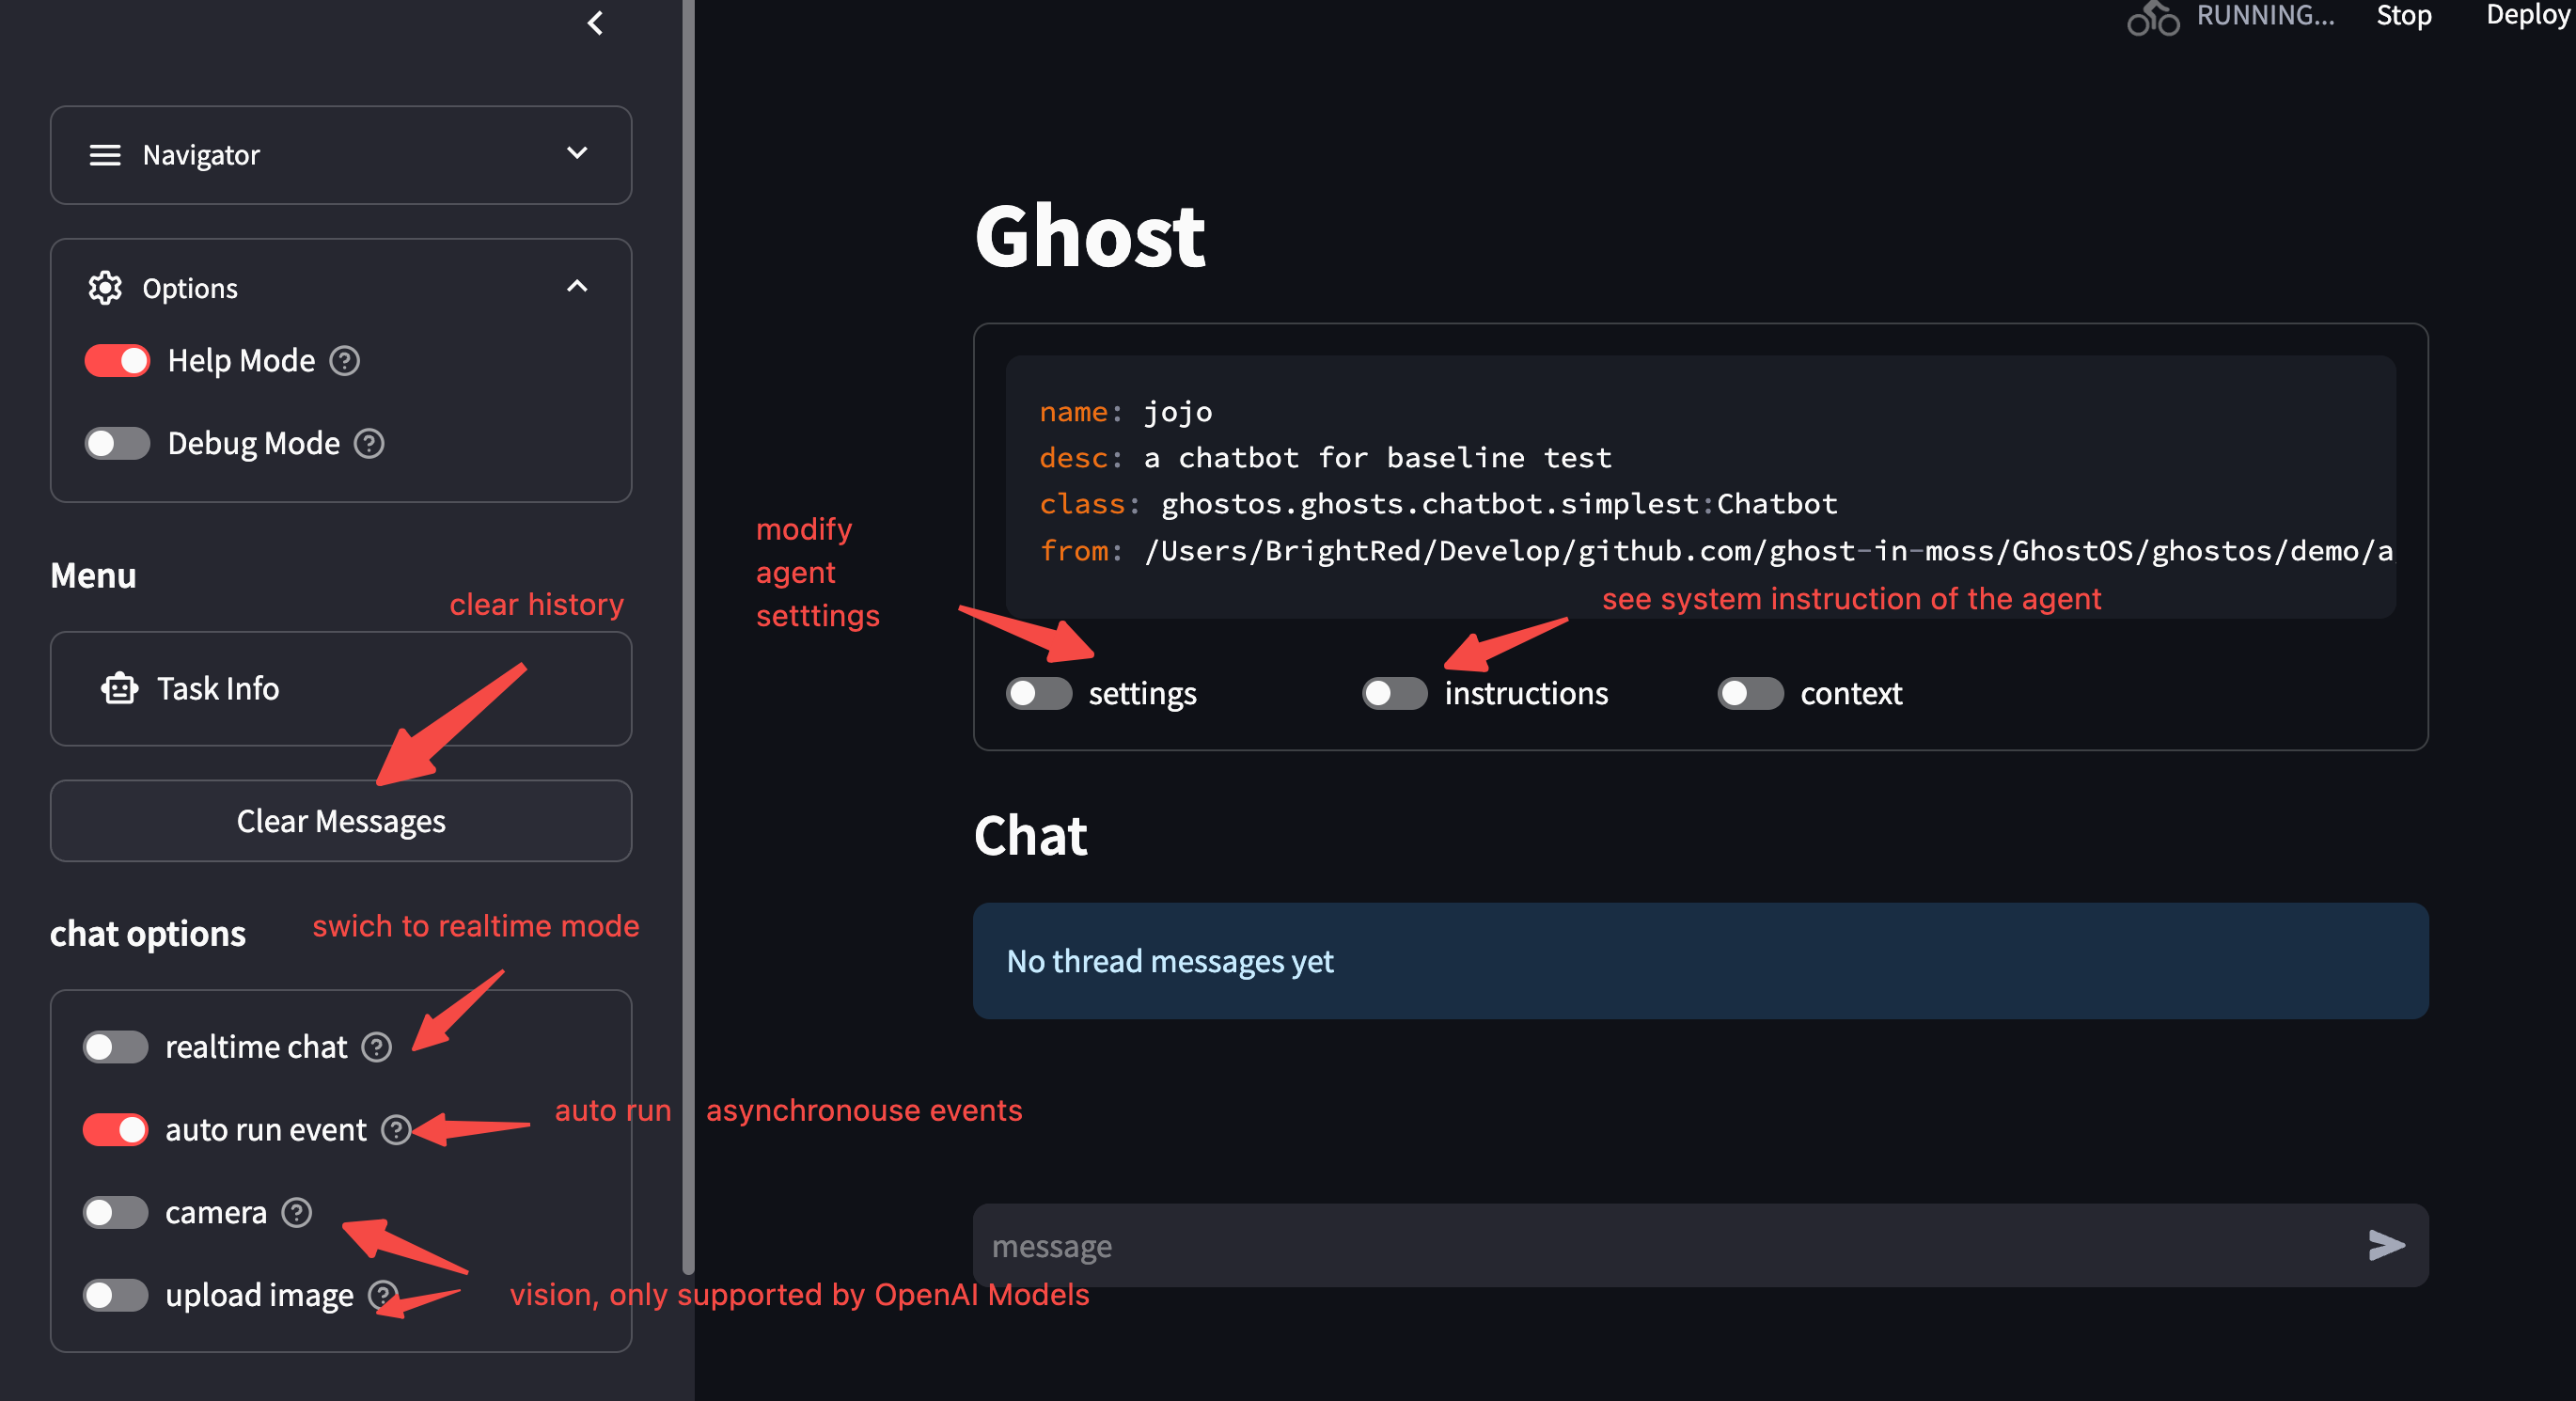 RUNNING... Stop Deploy
Navigator
Options
Help Mode
Debug Mode
Menu
clear history
Task Info
Clear Messages
chat options
swich to realtime mode
realtime chat
auto run event
auto run asynchronouse events
camera
upload image
vision, only supported by OpenAI Models
Ghost
name: jojo
desc: a chatbot for baseline test
class: ghostos.ghosts.chatbot.simplest:Chatbot
from: /Users/BrightRed/Develop/github.com/ghost-in-moss/GhostOS/ghostos/demo/a
modify
agent
setttings
see system instruction of the agent
settings
instructions
context
Chat
No thread messages yet
message